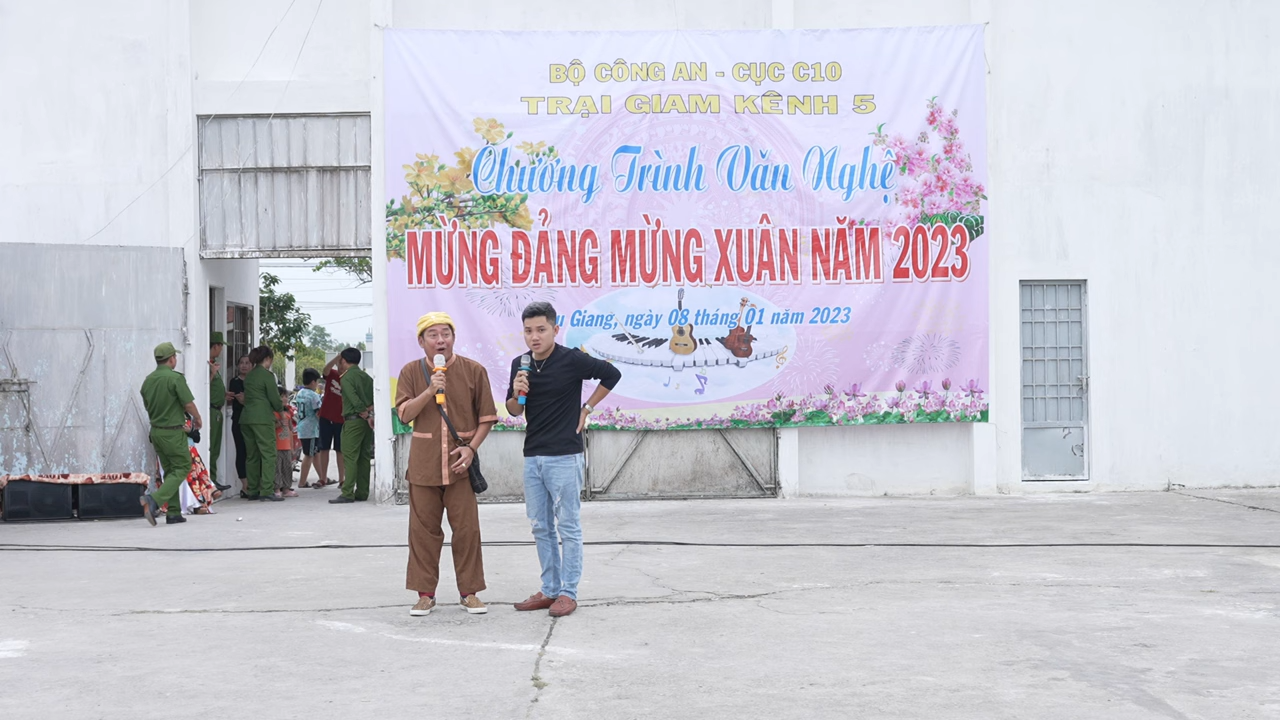 BỘ CÔNG AN - CỤC C10
TRẠI GIAM KÊNH 5
Chương Trình Văn Nghệ
MỪNG ĐẢNG MỪNG XUÂN NĂM 2023
Giang, ngày 08 tháng 01 năm 2023